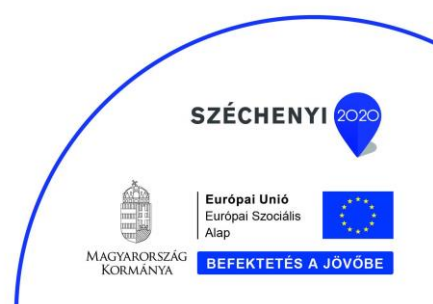 SZÉCHENYI 2020
Európai Unió
Európai Szociális
Alap
MAGYARORSZÁG
KORMÁNYA
BEFEKTETÉS A JÖVŐBE